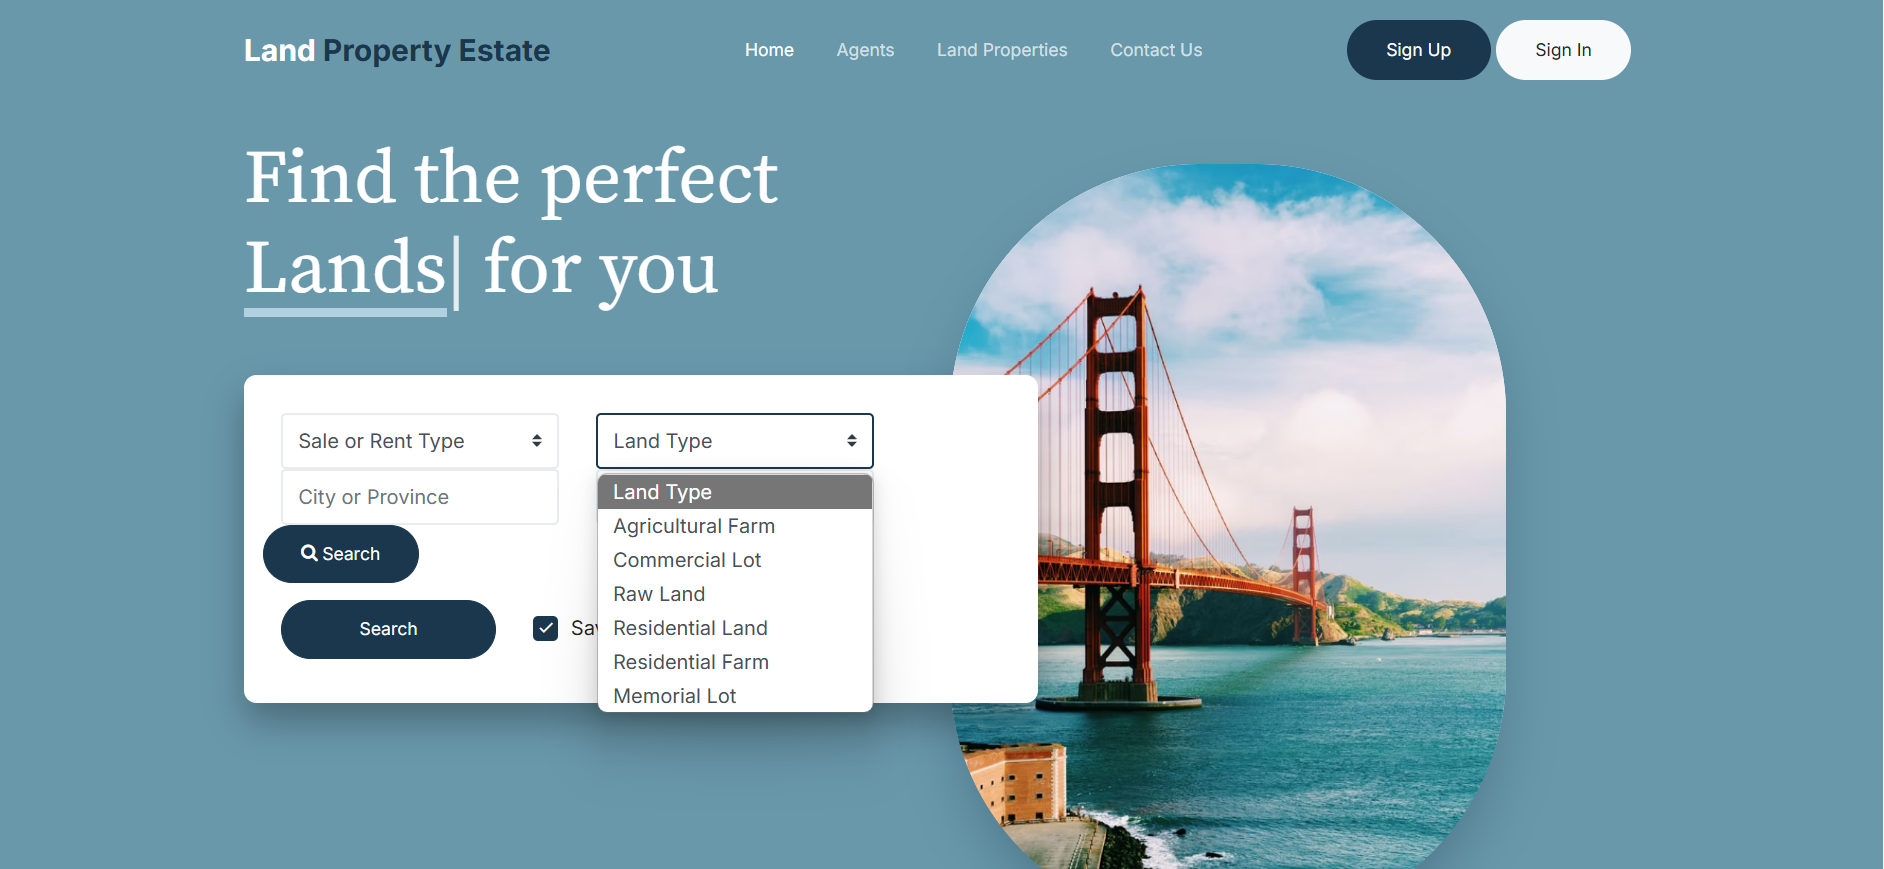 Land Property Estate
Home
Agents
Land Properties
Contact Us
Sign Up
Sign In
Find the perfect
Lands| for you
Sale or Rent Type
Land Type
City or Province
Land Type
Agricultural Farm
Commercial Lot
Raw Land
Residential Land
Residential Farm
Memorial Lot
Search
Search